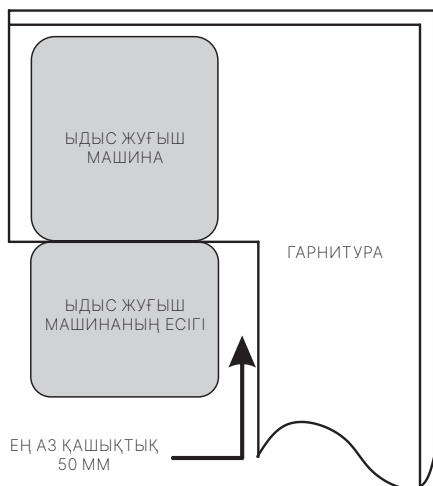 ЫДЫС ЖУҒЫШ
МАШИНА
ГАРНИТУРА
ЫДЫС ЖУҒЫШ
МАШИНАНЫҢ ЕСІГІ
ЕҢ АЗ ҚАШЫҚТЫҚ
50 ММ